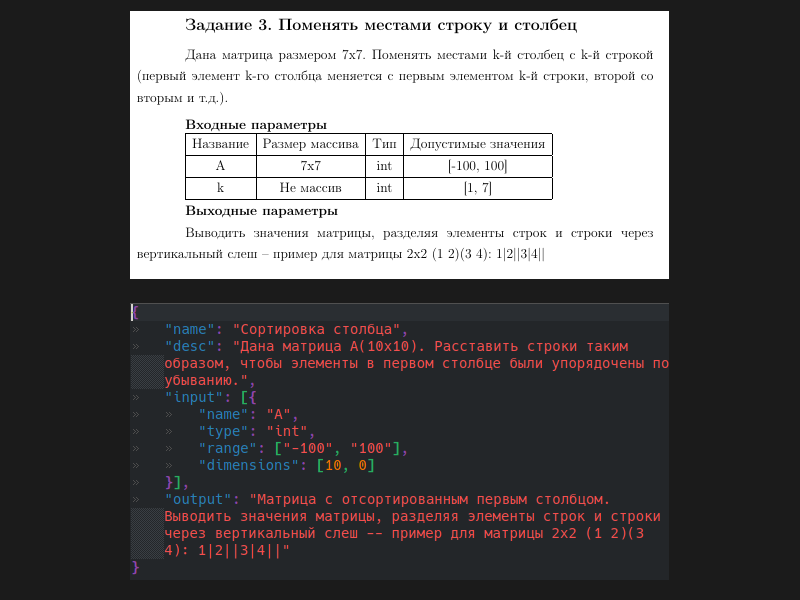 Задание 3. Поменять местами строку и столбец
Дана матрица размером 7x7. Поменять местами k-й столбец с k-й строкой
(первый элемент k-го столбца меняется с первым элементом k-й строки, второй со
вторым и т.д.).
Входные параметры
Название Размер массива Тип Допустимые значения
A 7x7 int [-100, 100]
k Не массив int [1, 7]
Выходные параметры
Выводить значения матрицы, разделяя элементы строк и строки через
вертикальный слеш – пример для матрицы 2x2 (1 2)(3 4): 1|2||3|4||
{
» "name": "Сортировка столбца",
» "desc": "Дана матрица A(10x10). Расставить строки таким
образом, чтобы элементы в первом столбце были упорядочены по
убыванию.",
» "input": [{
» » "name": "A",
» » "type": "int",
» » "range": ["-100", "100"],
» » "dimensions": [10, 0]
» }],
» "output": "Матрица с отсортированным первым столбцом.
Выводить значения матрицы, разделяя элементы строк и строки
через вертикальный слеш -- пример для матрицы 2x2 (1 2)(3
4): 1|2||3|4||"
}